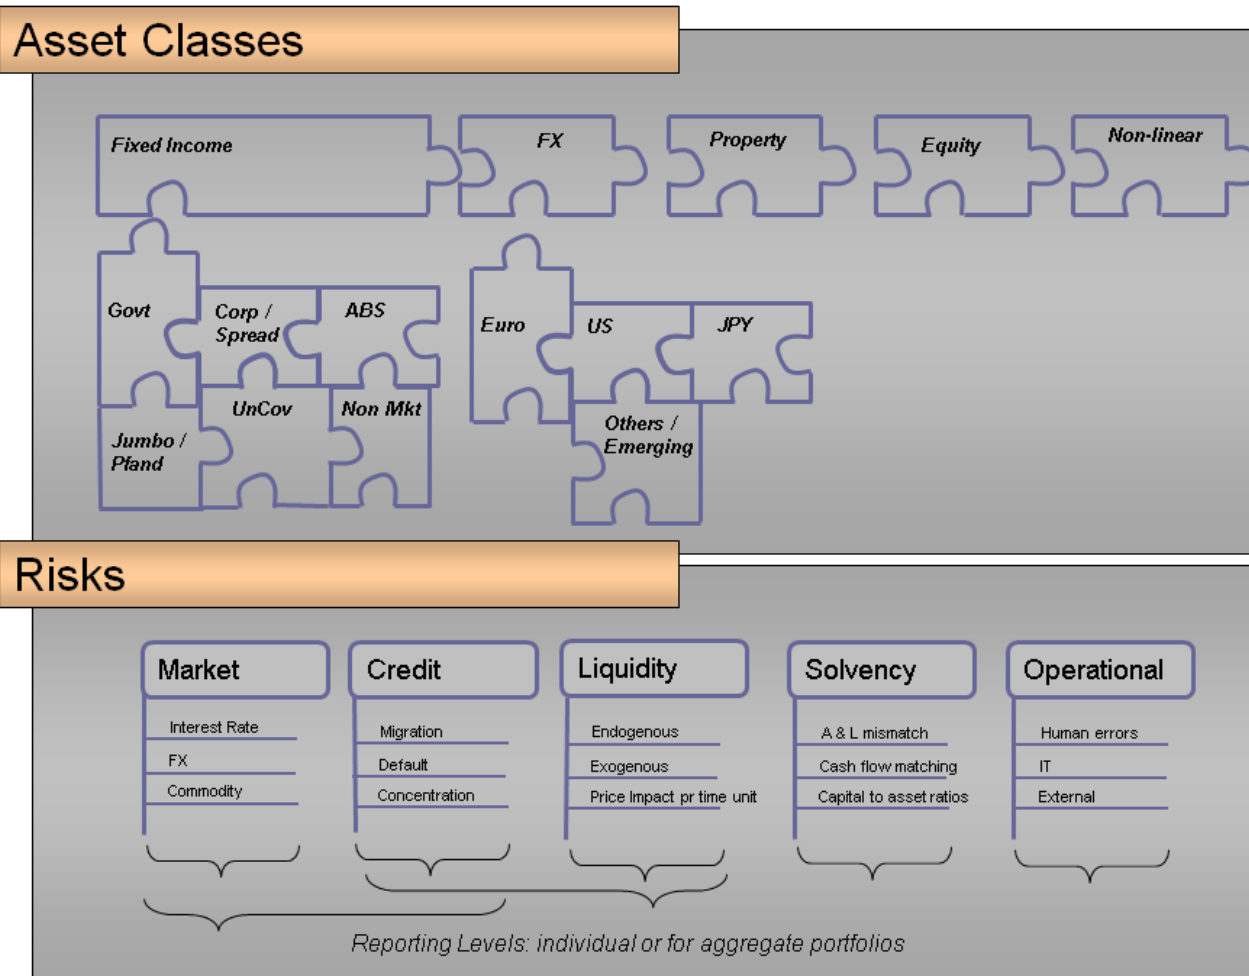 Asset Classes
Fixed Income
FX
Property
Equity
Non-linear
Govt
Corp /
Spread
ABS
Euro
US
JPY
UnCov
Non Mkt
Jumbo /
Pfand
Others /
Emerging
Risks
Market
Credit
Liquidity
Solvency
Operational
Interest Rate
FX
Commodity
Migration
Default
Concentration
Endogenous
Exogenous
Price Impact pr time unit
A & L mismatch
Cash flow matching
Capital to asset ratios
Human errors
IT
External
Reporting Levels: individual or for aggregate portfolios